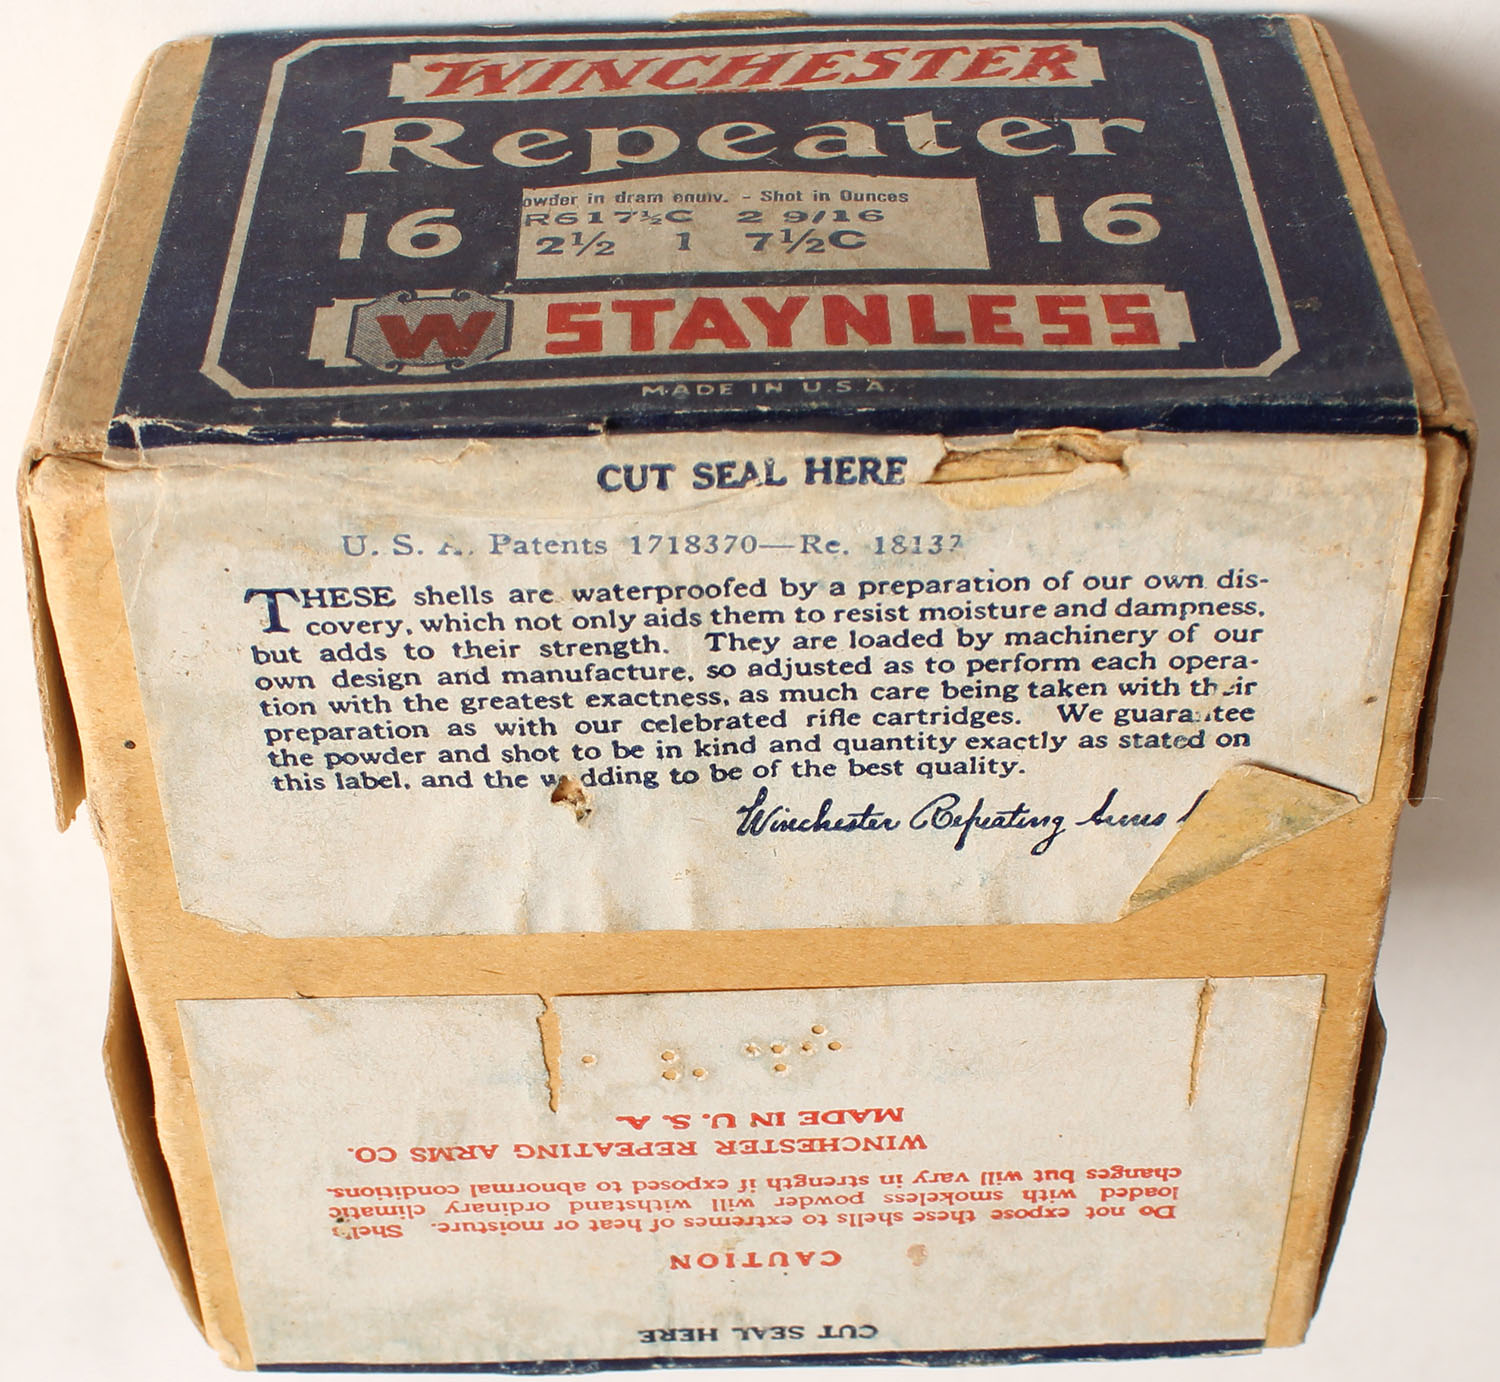 WINCHESTER
Repeater
16 16
owder in dram equiv. - Shot in Ounces
R617½C 2 9/16
2½ 1 7½C
W STAYNLESS
MADE IN U.S.A.
CUT SEAL HERE
U. S. A. Patents 1718370—Re.
THESE shells are waterproofed by a preparation of our own dis-
covery, which not only aids them to resist moisture and dampness,
but adds to their strength. They are loaded by machinery of our
own design and manufacture, so adjusted as to perform each opera-
tion with the greatest exactness, as much care being taken with their
preparation as with our celebrated rifle cartridges. We guarantee
the powder and shot to be in kind and quantity exactly as stated on
this label, and the wadding to be of the best quality.
Winchester Repeating Arms
CUT SEAL HERE
CAUTION
Do not expose these shells to extremes of heat or moisture. Shells
loaded with smokeless powder will withstand ordinary climatic
changes but will vary in strength if exposed to abnormal conditions.
WINCHESTER REPEATING ARMS CO.
MADE IN U. S. A.